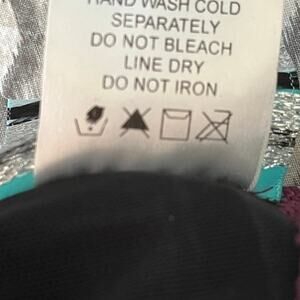 HAND WASH COLD
SEPARATELY
DO NOT BLEACH
LINE DRY
DO NOT IRON